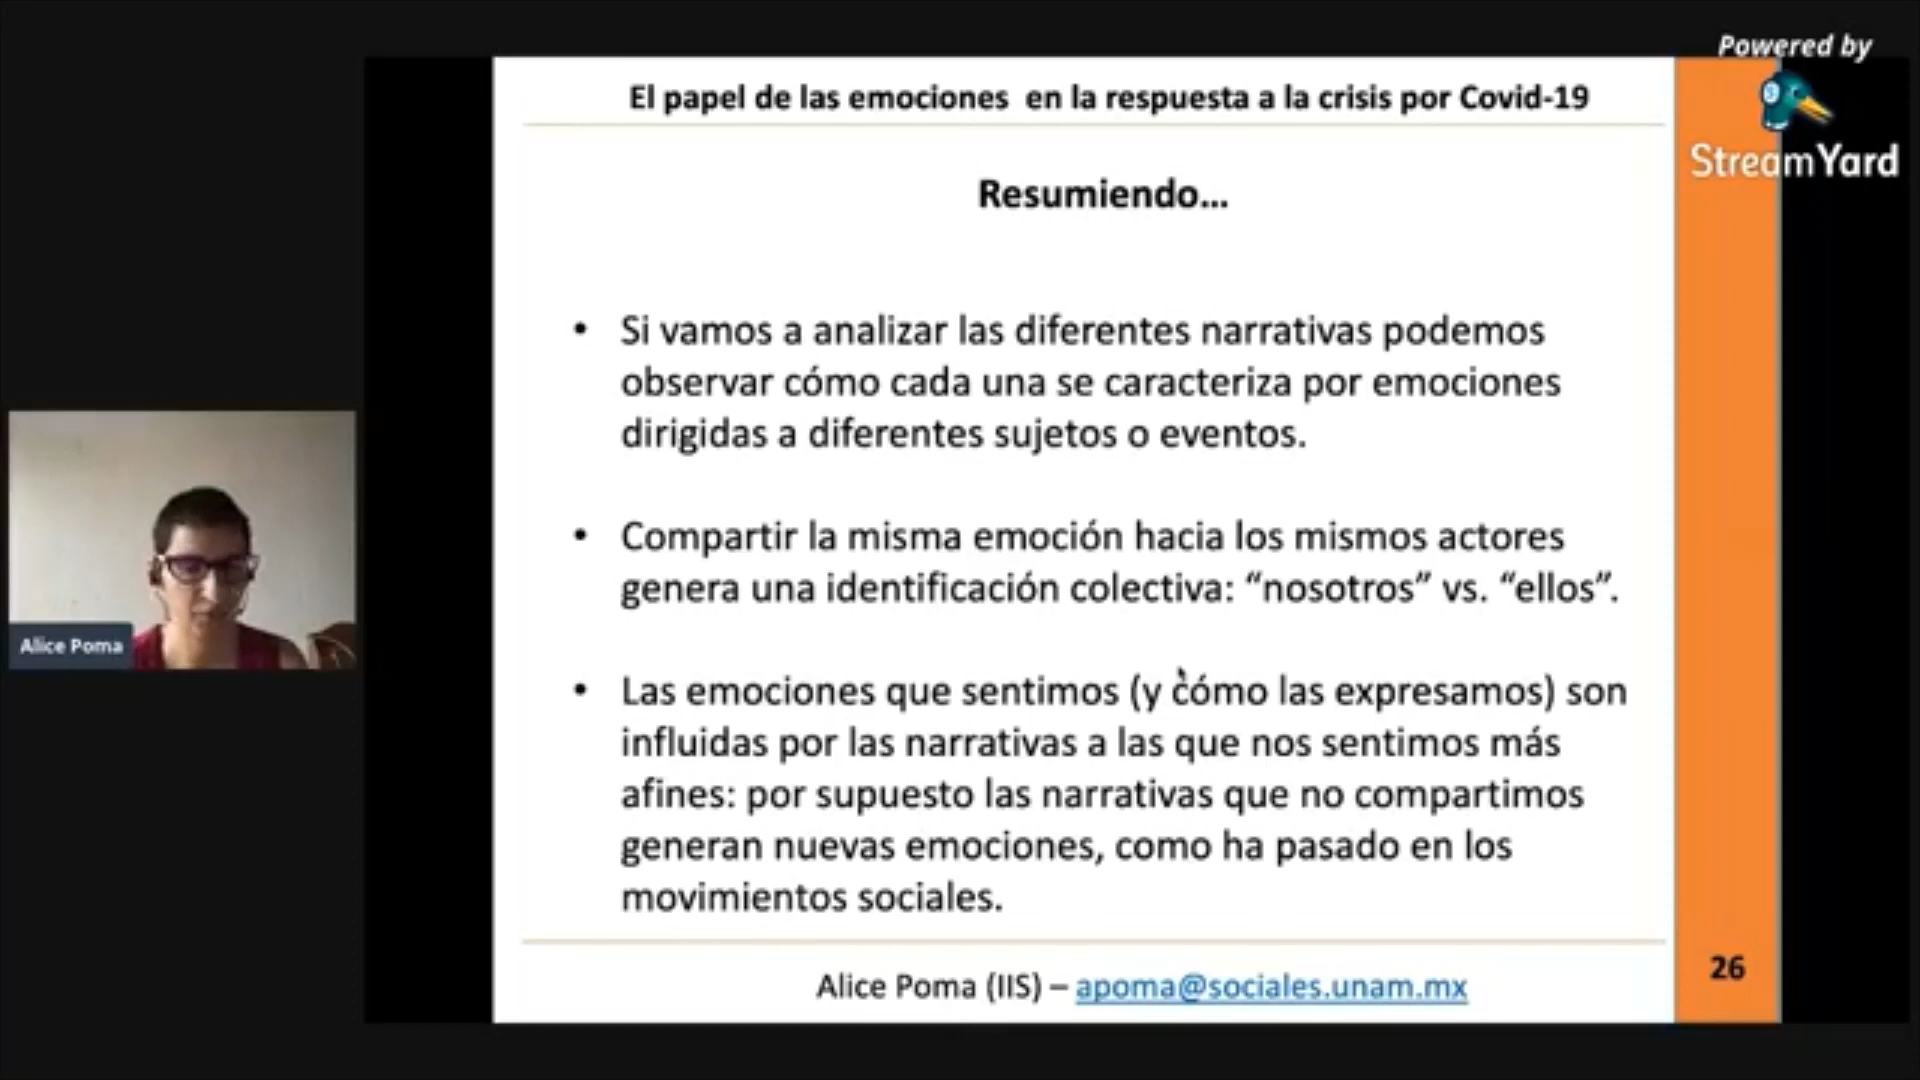 Powered by
StreamYard
El papel de las emociones en la respuesta a la crisis por Covid-19
Resumiendo...
• Si vamos a analizar las diferentes narrativas podemos
observar cómo cada una se caracteriza por emociones
dirigidas a diferentes sujetos o eventos.
• Compartir la misma emoción hacia los mismos actores
genera una identificación colectiva: “nosotros” vs. “ellos”.
• Las emociones que sentimos (y cómo las expresamos) son
influidas por las narrativas a las que nos sentimos más
afines: por supuesto las narrativas que no compartimos
generan nuevas emociones, como ha pasado en los
movimientos sociales.
Alice Poma (IIS) – apoma@sociales.unam.mx
26
Alice Poma